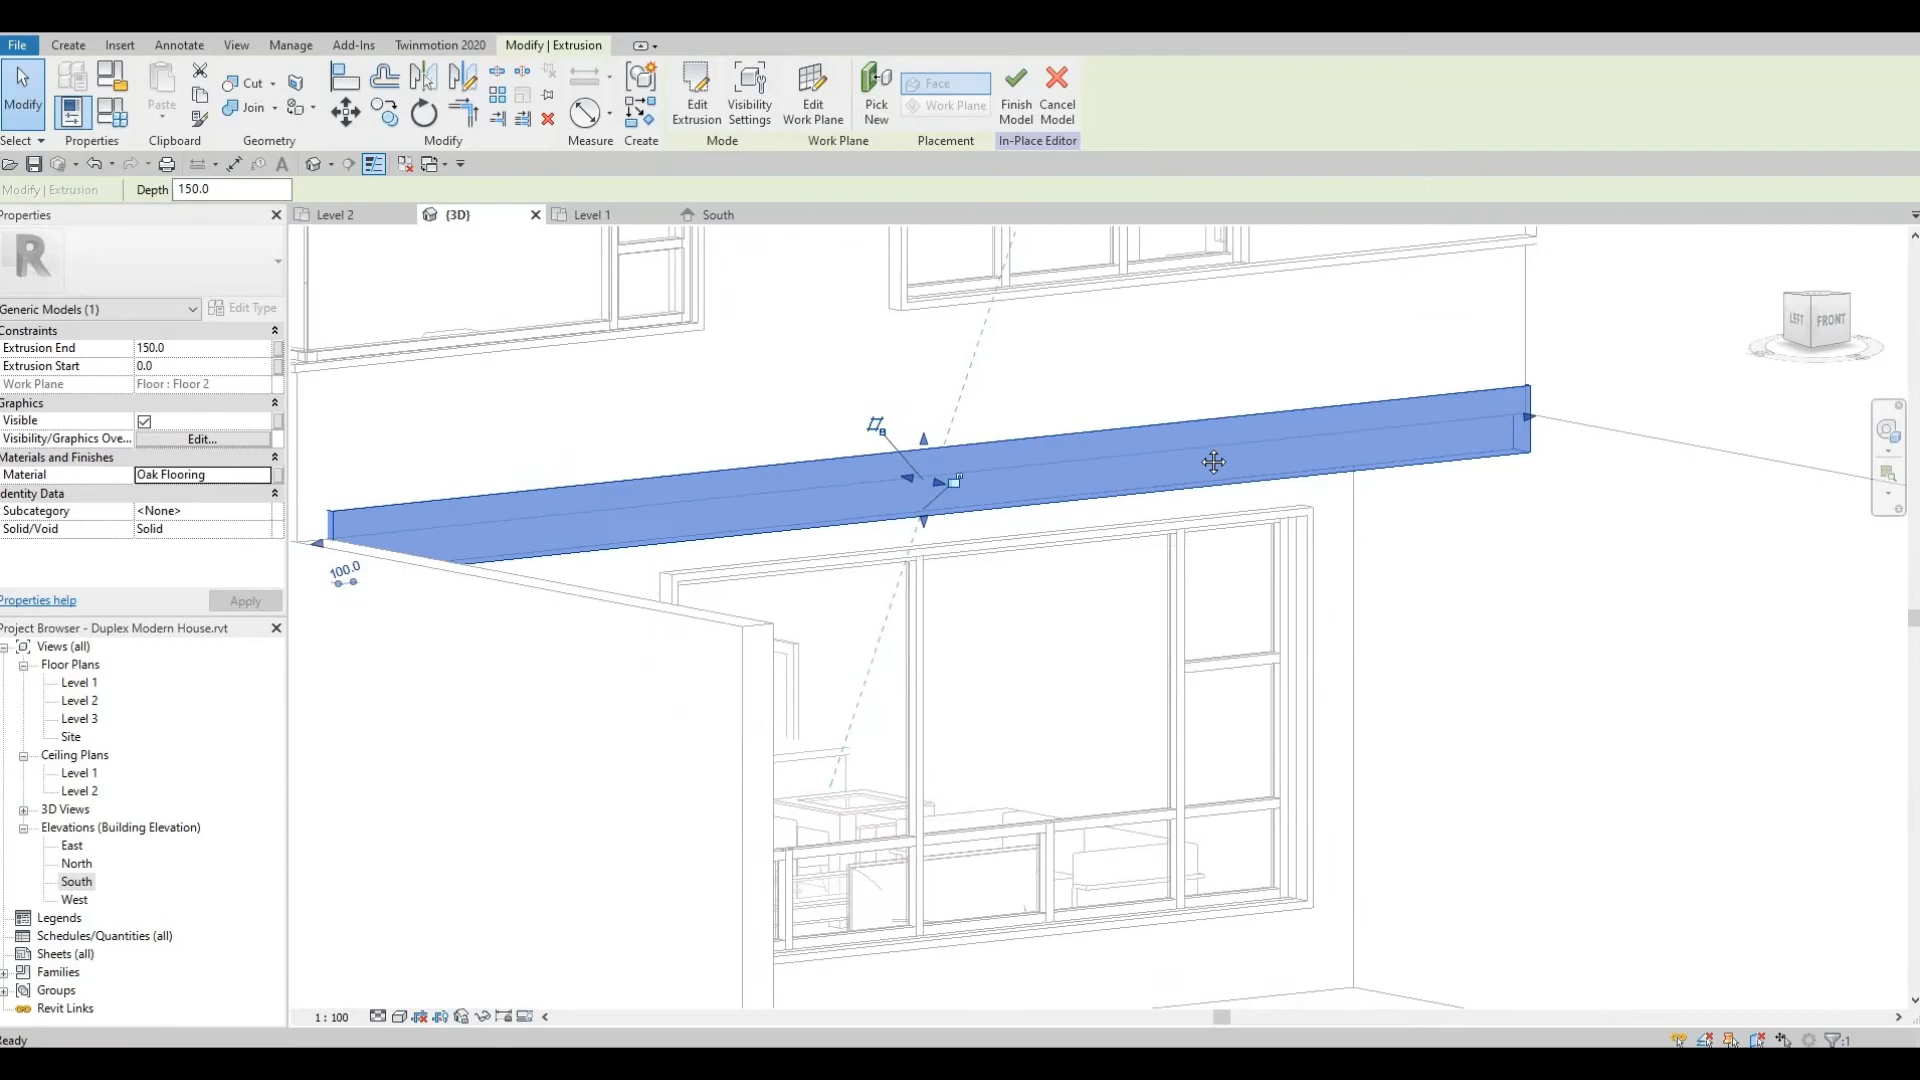 File Create Insert Annotate View Manage Add-Ins Twinmotion 2020 Modify | Extrusion
Modify Paste Cut Join Edit Extrusion Visibility Settings Edit Work Plane Pick New Face Work Plane Finish Model Cancel Model
Select Properties Clipboard Geometry Modify Measure Create Mode Work Plane Placement In-Place Editor
Modify | Extrusion Depth 150.0
Properties
Level 2 {3D} Level 1 South
Generic Models (1) Edit Type
Constraints
Extrusion End 150.0
Extrusion Start 0.0
Work Plane Floor : Floor 2
Graphics
Visible
Visibility/Graphics Ove... Edit...
Materials and Finishes
Material Oak Flooring
Identity Data
Subcategory <None>
Solid/Void Solid
Properties help Apply
Project Browser - Duplex Modern House.rvt
Views (all)
Floor Plans
Level 1
Level 2
Level 3
Site
Ceiling Plans
Level 1
Level 2
3D Views
Elevations (Building Elevation)
East
North
South
West
Legends
Schedules/Quantities (all)
Sheets (all)
Families
Groups
Revit Links
100.0
LEFT FRONT
1 : 100
eady
:1